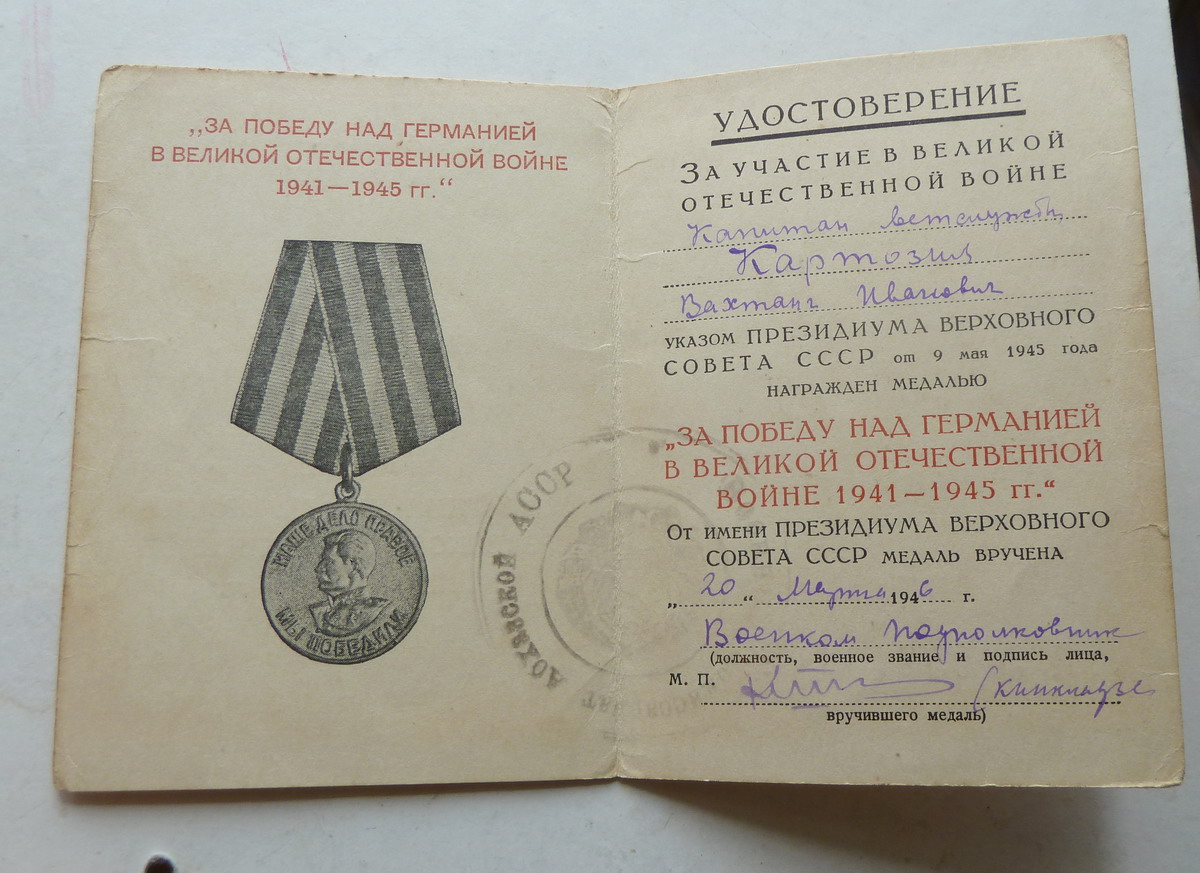 „ЗА ПОБЕДУ НАД ГЕРМАНИЕЙ
В ВЕЛИКОЙ ОТЕЧЕСТВЕННОЙ ВОЙНЕ
1941—1945 гг.“
НАШЕ ДЕЛО ПРАВОЕ
МЫ ПОБЕДИЛИ
АСОР
УДОСТОВЕРЕНИЕ
ЗА УЧАСТИЕ В ВЕЛИКОЙ
ОТЕЧЕСТВЕННОЙ ВОЙНЕ
Капитан ветслужбы
Картозия
Вахтанг Иванович
указом ПРЕЗИДИУМА ВЕРХОВНОГО
СОВЕТА СССР от 9 мая 1945 года
НАГРАЖДЕН МЕДАЛЬЮ
„ЗА ПОБЕДУ НАД ГЕРМАНИЕЙ
В ВЕЛИКОЙ ОТЕЧЕСТВЕННОЙ
ВОЙНЕ 1941—1945 гг.“
От имени ПРЕЗИДИУМА ВЕРХОВНОГО
СОВЕТА СССР МЕДАЛЬ ВРУЧЕНА
„20“ Марта 1946 г.
Военком подполковник
(должность, военное звание и подпись лица,
М. П. (Кинкладзе
вручившего медаль)